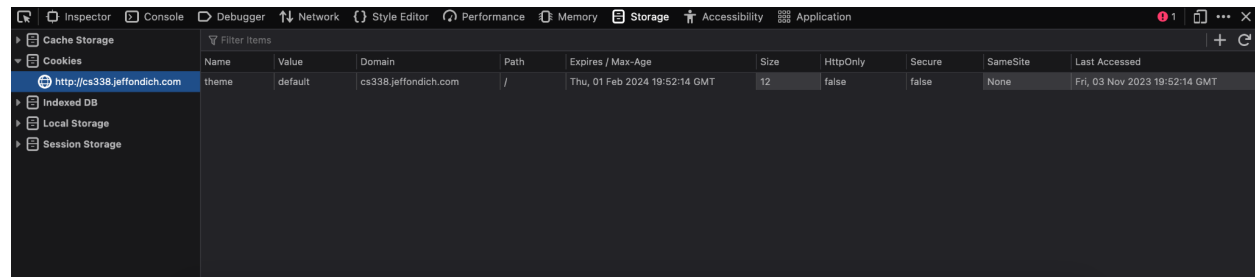 Inspector Console Debugger Network Style Editor Performance Memory Storage Accessibility Application 1
Cache Storage
Filter Items
Cookies
Name Value Domain Path Expires / Max-Age Size HttpOnly Secure SameSite Last Accessed
http://cs338.jeffondich.com
theme default cs338.jeffondich.com / Thu, 01 Feb 2024 19:52:14 GMT 12 false false None Fri, 03 Nov 2023 19:52:14 GMT
Indexed DB
Local Storage
Session Storage